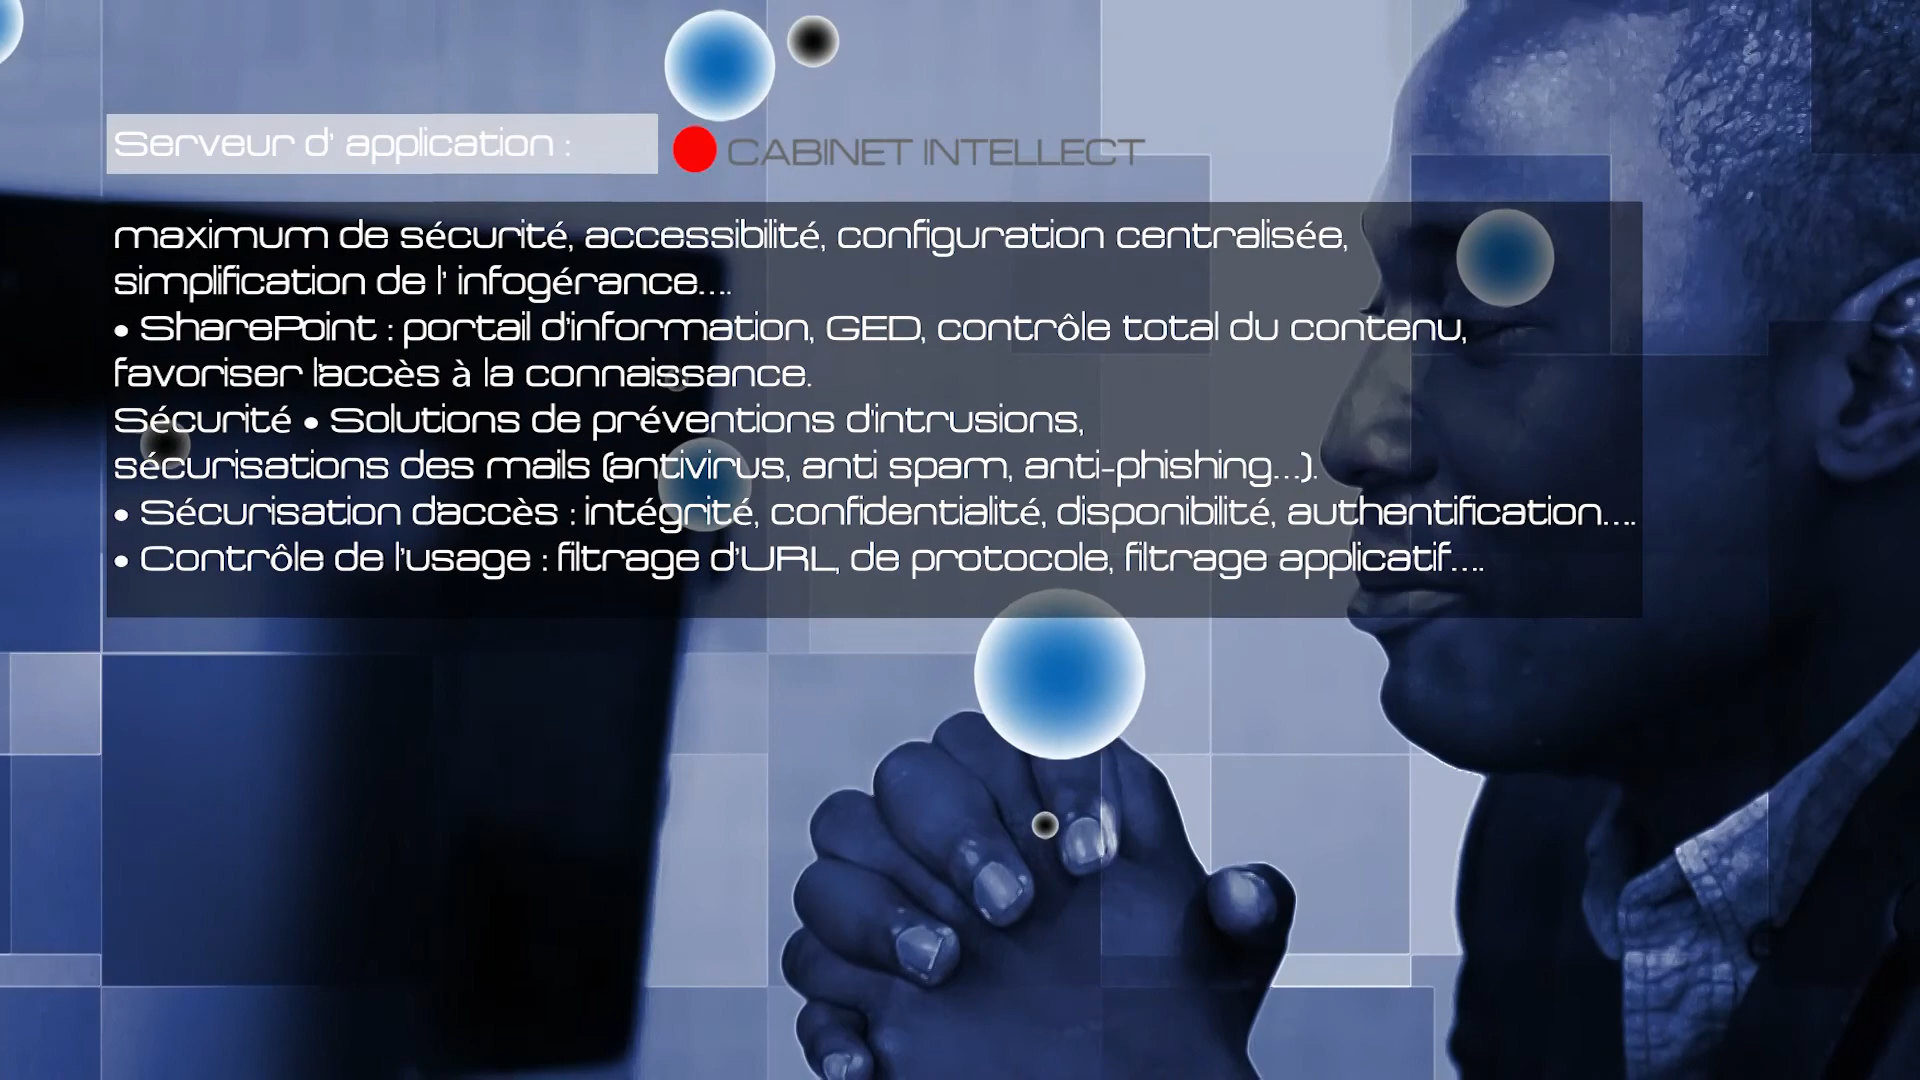 Serveur d' application :
CABINET INTELLECT
maximum de sécurité, accessibilité, configuration centralisée,
simplification de l' infogérance....
• SharePoint : portail d'information, GED, contrôle total du contenu,
favoriser l'accès à la connaissance.
Sécurité • Solutions de préventions d'intrusions,
sécurisations des mails (antivirus, anti spam, anti-phishing...).
• Sécurisation d'accès : intégrité, confidentialité, disponibilité, authentification....
• Contrôle de l'usage : filtrage d'URL, de protocole, filtrage applicatif....